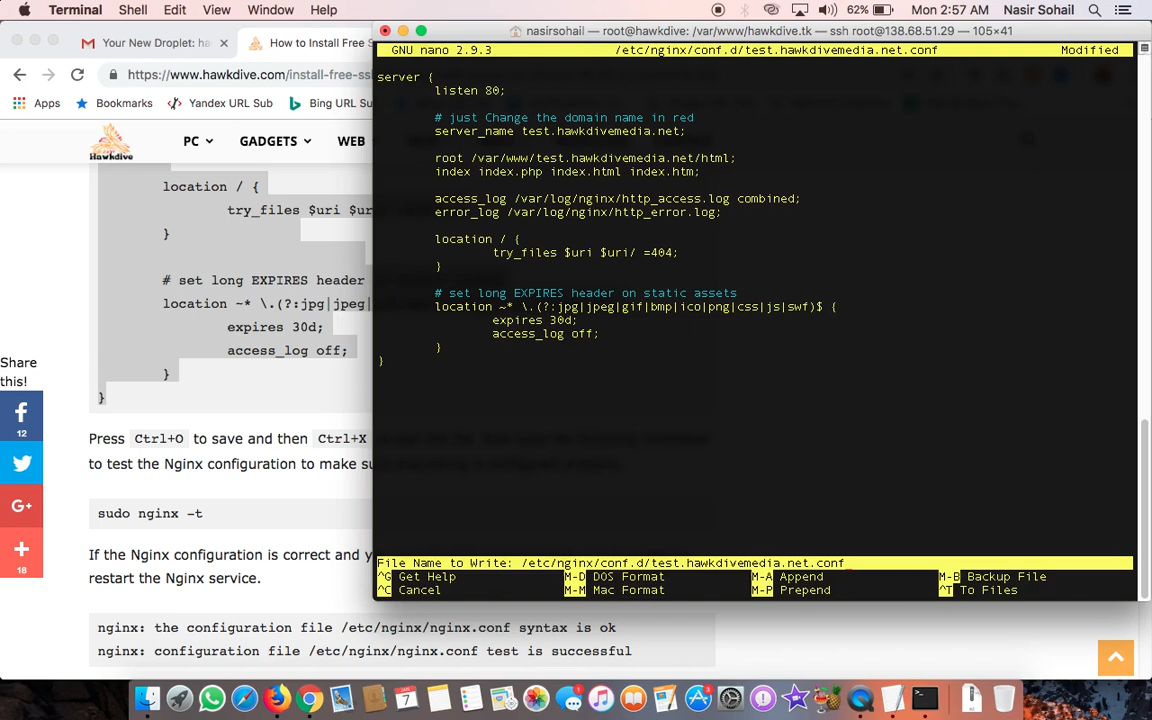 Terminal Shell Edit View Window Help 62% Mon 2:57 AM Nasir Sohail
Your New Droplet: ha
How to Install Free S
nasirsohail — root@hawkdive: /var/www/hawkdive.tk — ssh root@138.68.51.29 — 105×41
https://www.hawkdive.com/install-free-ss
Apps Bookmarks Yandex URL Sub Bing URL Su
Hawkdive
PC GADGETS WEB
location / {
try_files $uri $u
}
# set long EXPIRES header
location ~* \.(?:jpg|jpeg|
expires 30d;
access_log off;
}
}
Share
this!
12
18
Press Ctrl+O to save and then Ctrl+X
to test the Nginx configuration to make su
sudo nginx -t
If the Nginx configuration is correct and y
restart the Nginx service.
nginx: the configuration file /etc/nginx/nginx.conf syntax is ok
nginx: configuration file /etc/nginx/nginx.conf test is successful
GNU nano 2.9.3 /etc/nginx/conf.d/test.hawkdivemedia.net.conf Modified
server {
listen 80;
# just Change the domain name in red
server_name test.hawkdivemedia.net;
root /var/www/test.hawkdivemedia.net/html;
index index.php index.html index.htm;
access_log /var/log/nginx/http_access.log combined;
error_log /var/log/nginx/http_error.log;
location / {
try_files $uri $uri/ =404;
}
# set long EXPIRES header on static assets
location ~* \.(?:jpg|jpeg|gif|bmp|ico|png|css|js|swf)$ {
expires 30d;
access_log off;
}
}
File Name to Write: /etc/nginx/conf.d/test.hawkdivemedia.net.conf
^G Get Help M-D DOS Format M-A Append M-B Backup File
^C Cancel M-M Mac Format M-P Prepend ^T To Files